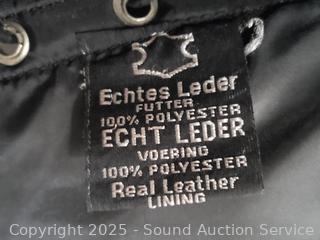 Echtes Leder
FUTTER
100% POLYESTER
ECHT LEDER
VOERING
100% POLYESTER
Real Leather
LINING
Copyright 2025 - Sound Auction Service